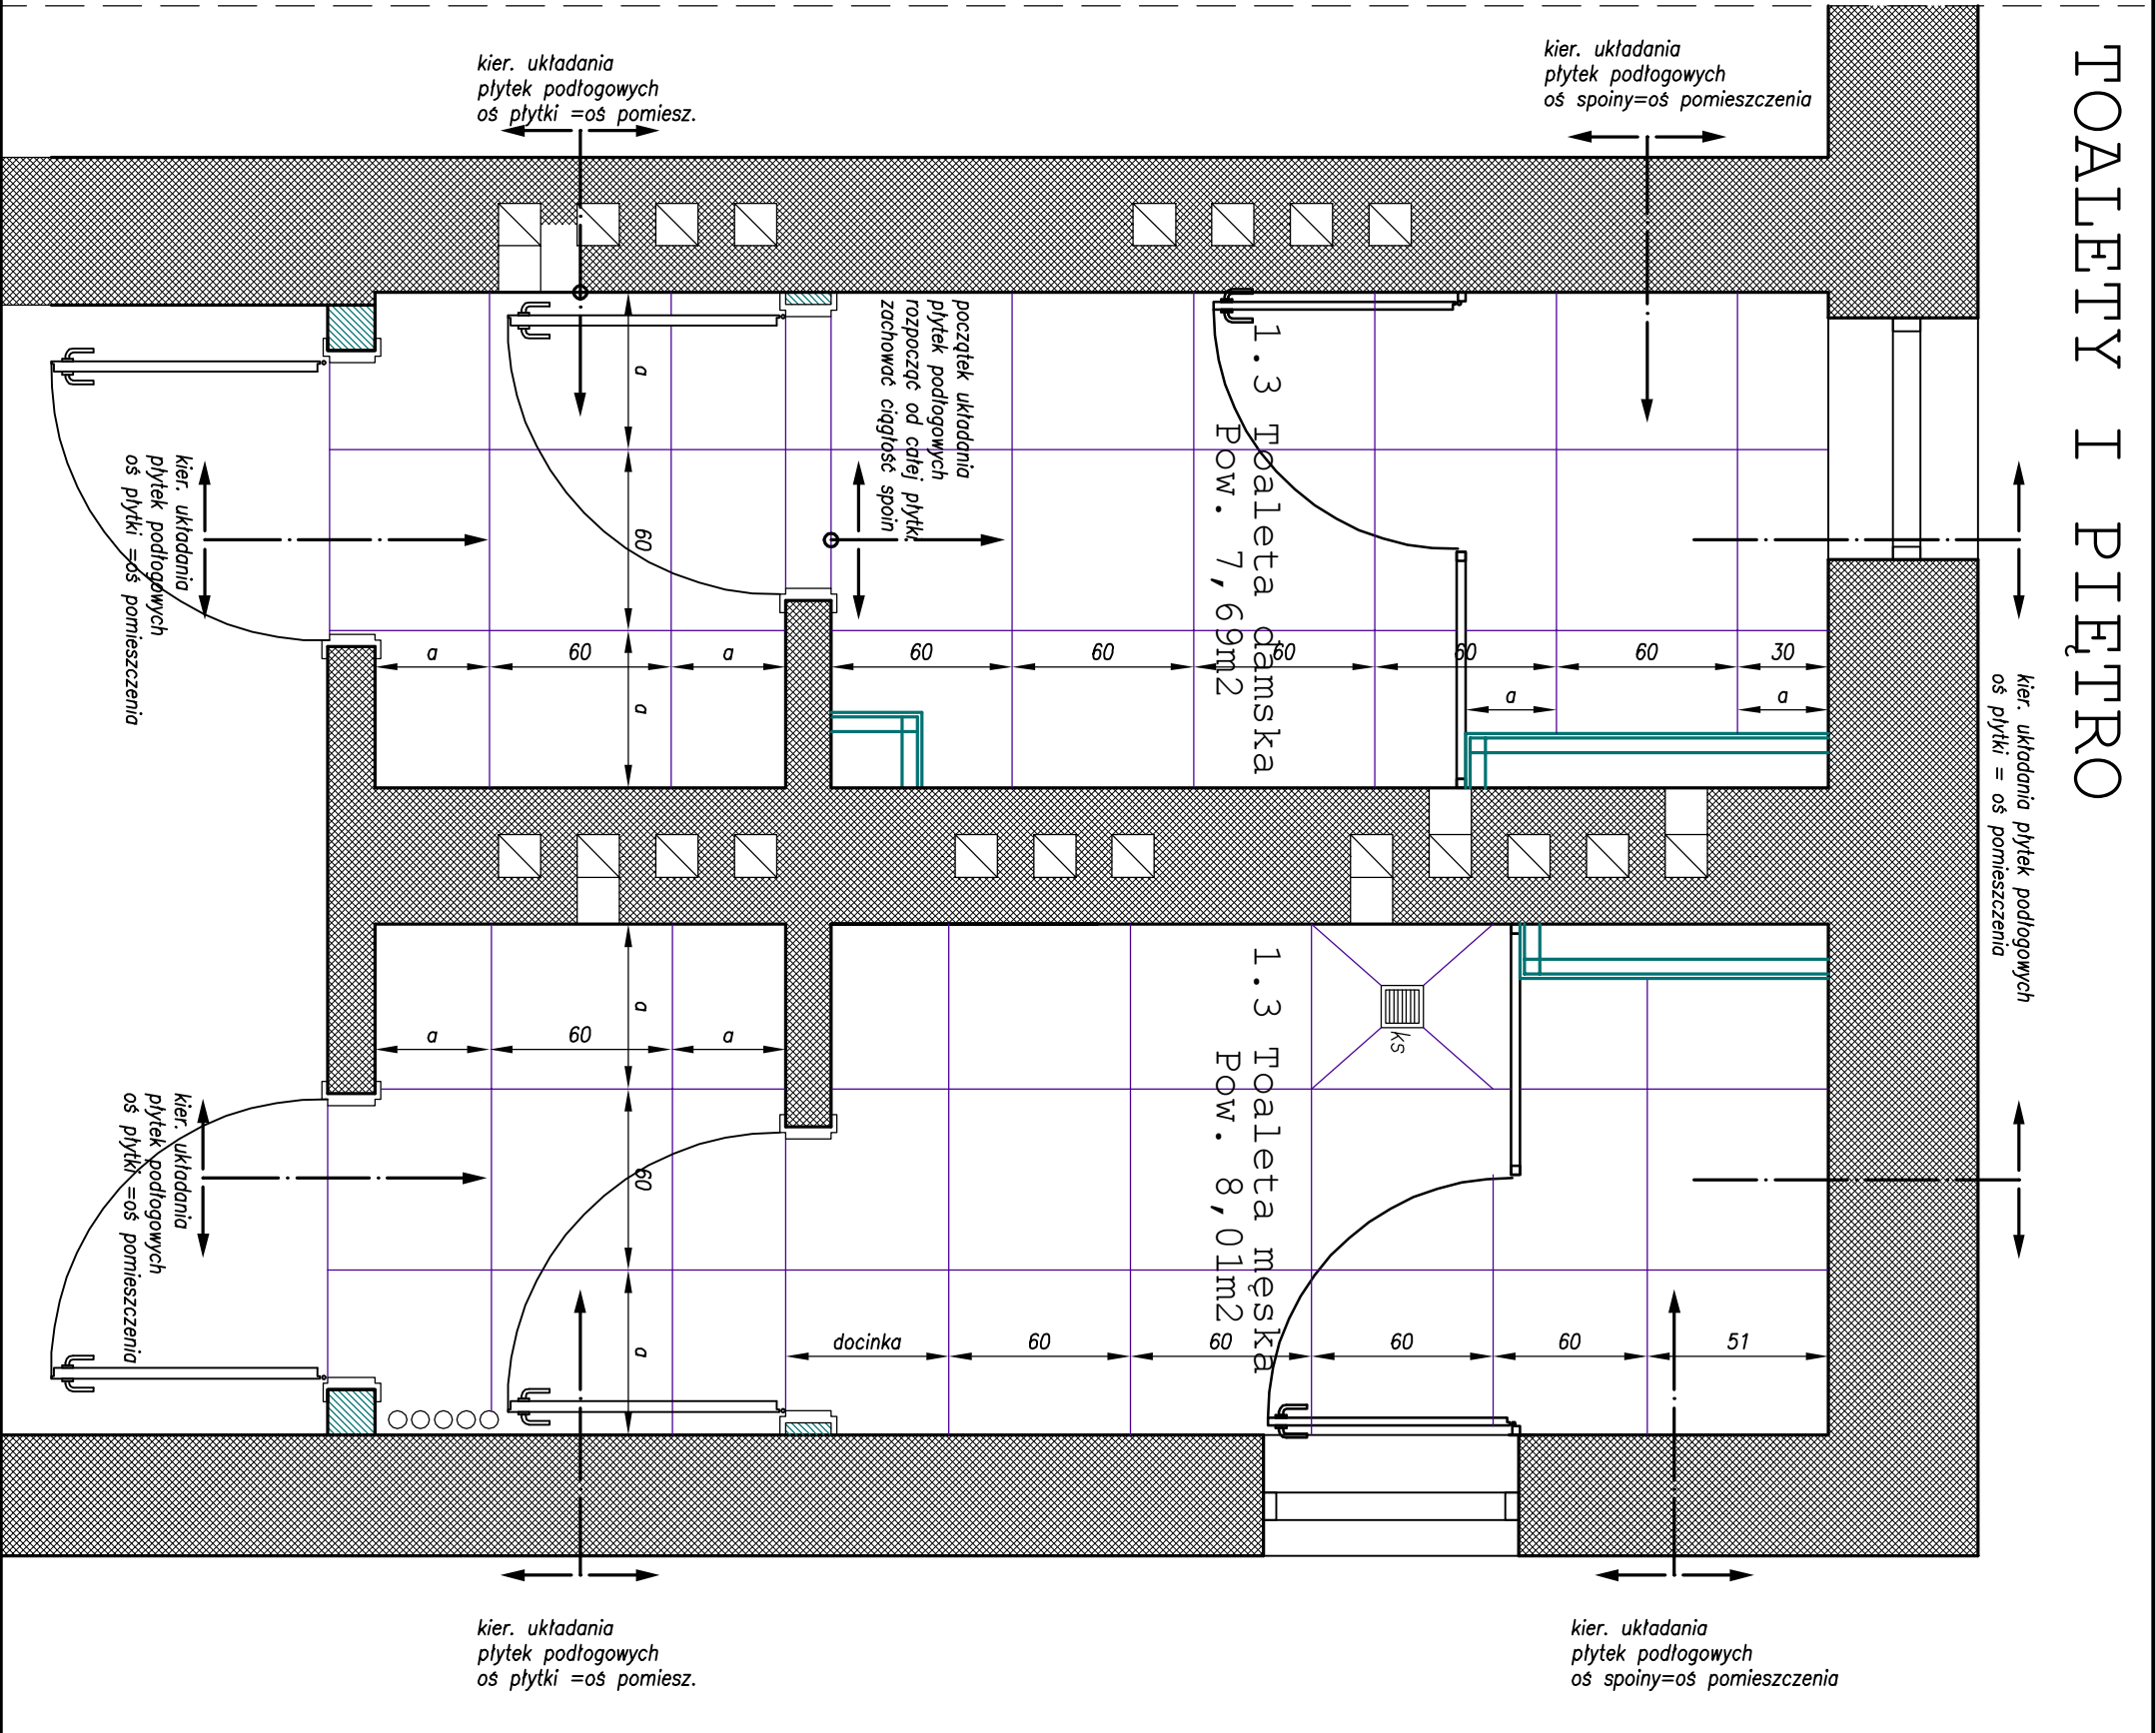 TOALETY I PIĘTRO
kier. układania
płytek podłogowych
oś płytki =oś pomiesz.
kier. układania
płytek podłogowych
oś spoiny=oś pomieszczenia
początek układania
płytek podłogowych
rozpocząć od całej płytki
zachować ciągłość spoin
1.3 Toaleta damska
Pow. 7,69m2
kier. układania
płytek podłogowych
oś płytki =oś pomieszczenia
kier. układania płytek podłogowych
oś płytki = oś pomieszczenia
a
60
a
a 60 a 60 60 60 60 60 30
a a
1.3 Toaleta męska
Pow. 8,01m2
ks
a
60
a
a 60 a
kier. układania
płytek podłogowych
oś płytki =oś pomieszczenia
docinka 60 60 60 60 51
kier. układania
płytek podłogowych
oś płytki =oś pomiesz.
kier. układania
płytek podłogowych
oś spoiny=oś pomieszczenia